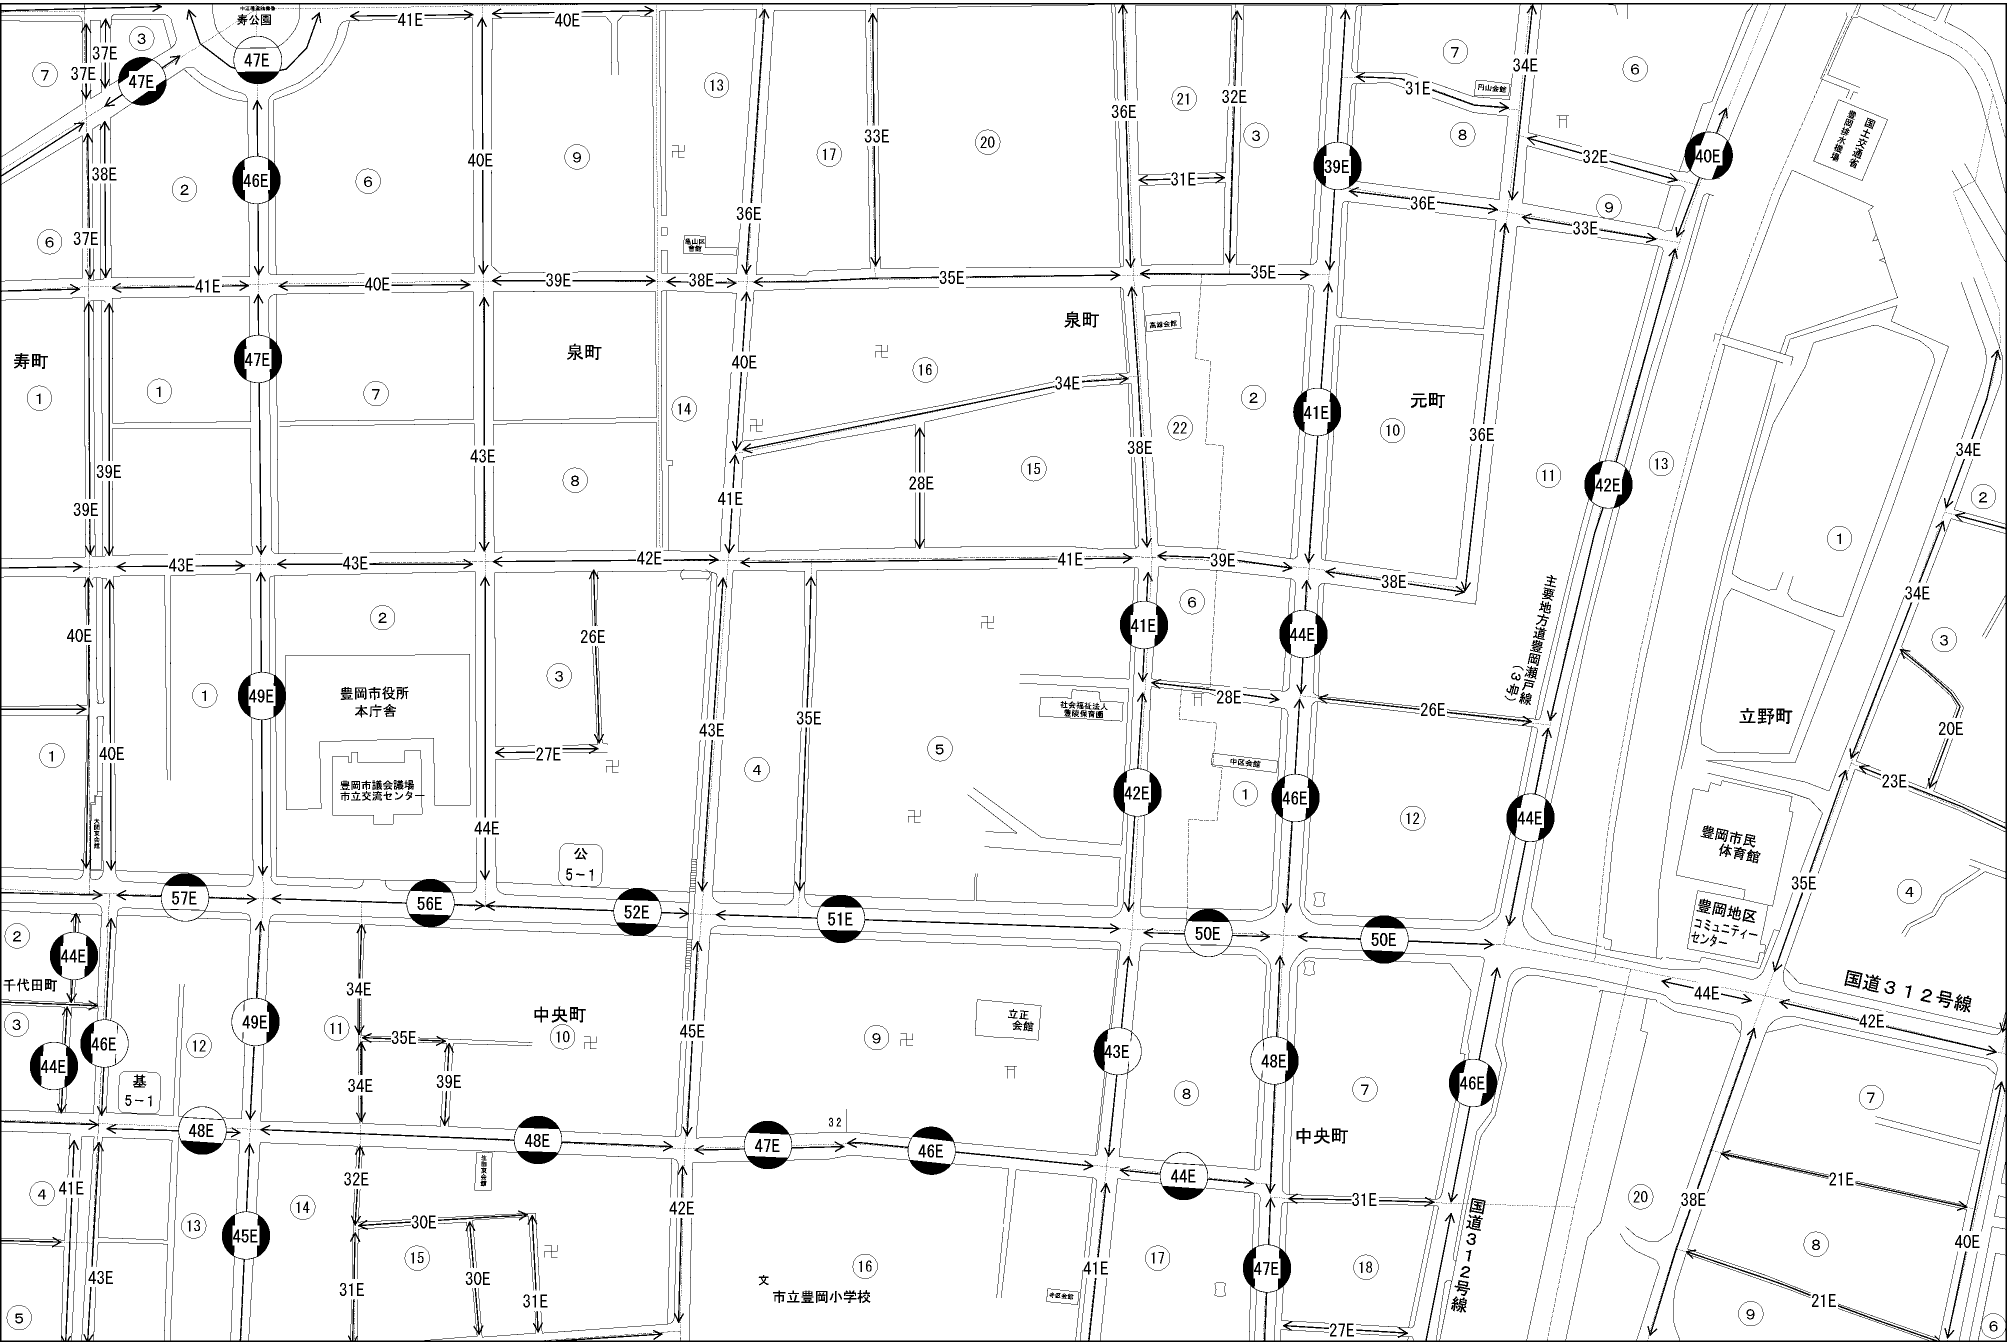 寿公園
41E
40E
37E
37E
③
⑦
47E
47E
⑬
36E
㉑
32E
③
31E
⑦
円山会館
34E
⑥
33E
⑳
⑰
⑧
32E
40E
国土交通省
豊岡排水機場
38E
②
46E
⑥
40E
⑨
31E
39E
36E
⑨
33E
36E
⑥
37E
亀山区
会館
41E
40E
39E
38E
35E
35E
寿町
①
①
47E
⑦
泉町
40E
⑯
泉町
高雄会館
34E
②
41E
元町
⑩
36E
⑪
42E
⑬
34E
②
39E
39E
43E
⑧
⑭
41E
28E
⑮
38E
㉒
①
43E
43E
42E
41E
39E
38E
主要地方道豊岡瀬戸線
(3号)
34E
③
40E
②
26E
③
41E
⑥
44E
①
49E
豊岡市役所
本庁舎
43E
35E
社会福祉法人
豊陵保育園
28E
26E
立野町
20E
①
40E
27E
④
⑤
中区会館
豊岡市議会議場
市立交流センター
42E
①
46E
⑫
44E
23E
44E
豊岡市民
体育館
公
5-1
35E
④
57E
56E
52E
51E
50E
50E
豊岡地区
コミュニティー
センター
②
44E
千代田町
34E
⑪
中央町
⑩
44E
国道312号線
42E
③
46E
⑫
49E
35E
45E
⑨
立正
会館
43E
48E
44E
基
5-1
34E
39E
⑧
⑦
46E
⑦
48E
48E
47E
32
46E
44E
中央町
④
41E
32E
42E
31E
21E
⑬
⑭
30E
国道312号線
⑳
38E
45E
⑮
⑯
⑰
47E
⑱
⑧
40E
43E
31E
30E
31E
文
市立豊岡小学校
41E
⑤
27E
⑨
21E
⑥